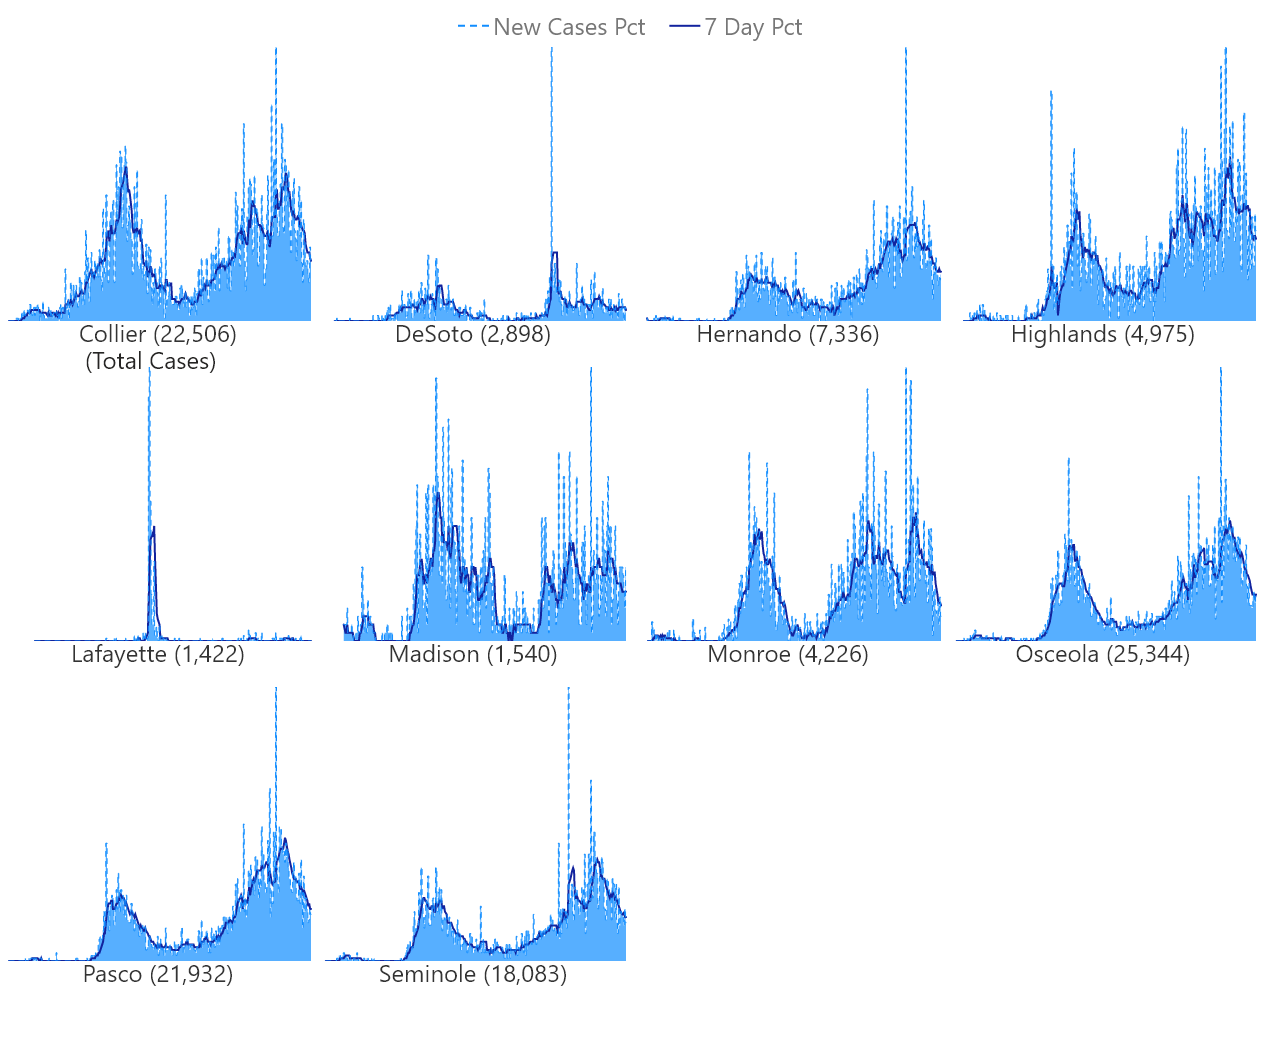 New Cases Pct 7 Day Pct
Collier (22,506) DeSoto (2,898) Hernando (7,336) Highlands (4,975)
(Total Cases)
Lafayette (1,422) Madison (1,540) Monroe (4,226) Osceola (25,344)
Pasco (21,932) Seminole (18,083)